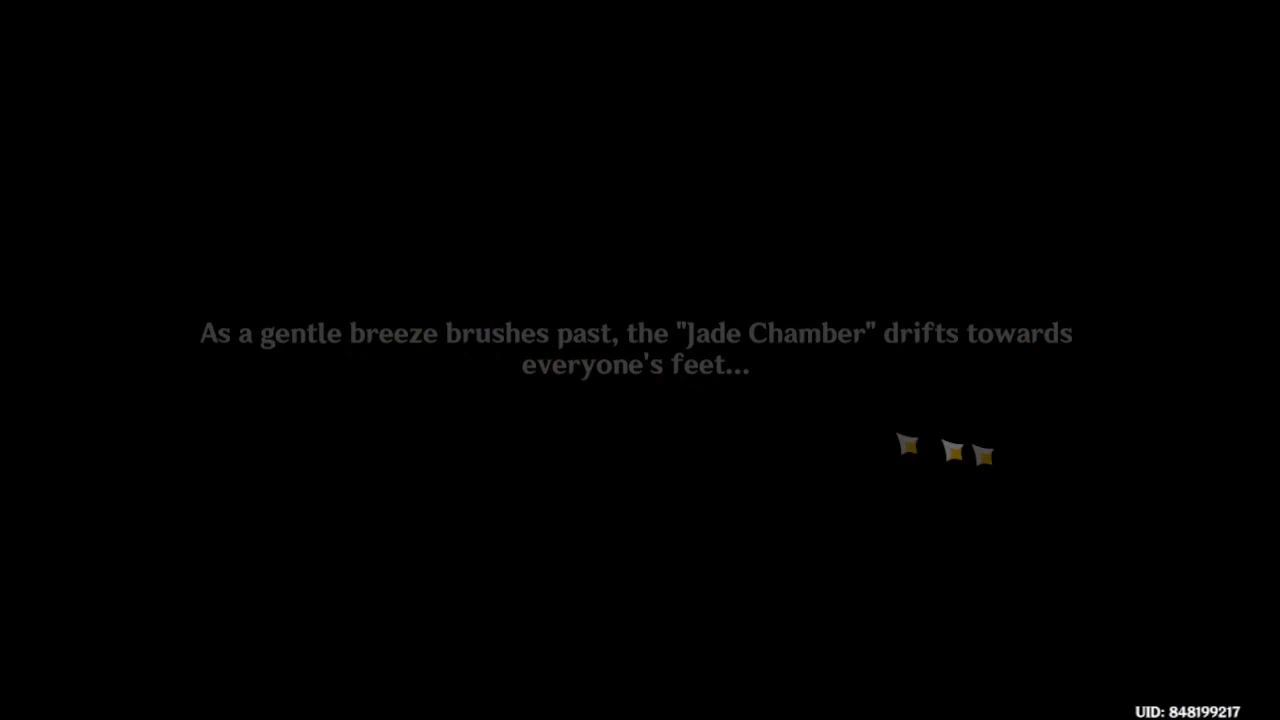 As a gentle breeze brushes past, the "Jade Chamber" drifts towards
everyone's feet...
UID: 848199217